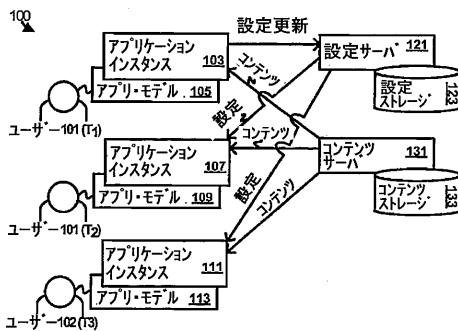 100
設定更新
アプリケーション
インスタンス
103
アプリ・モデル
105
ユーザー101(T1)
設定サーバ
121
設定
ストレージ
123
コンテンツ
設定
コンテンツ
アプリケーション
インスタンス
107
アプリ・モデル
109
ユーザー101(T2)
コンテンツ
サーバ
131
コンテンツ
ストレージ
133
設定
コンテンツ
アプリケーション
インスタンス
111
アプリ・モデル
113
ユーザー102(T3)